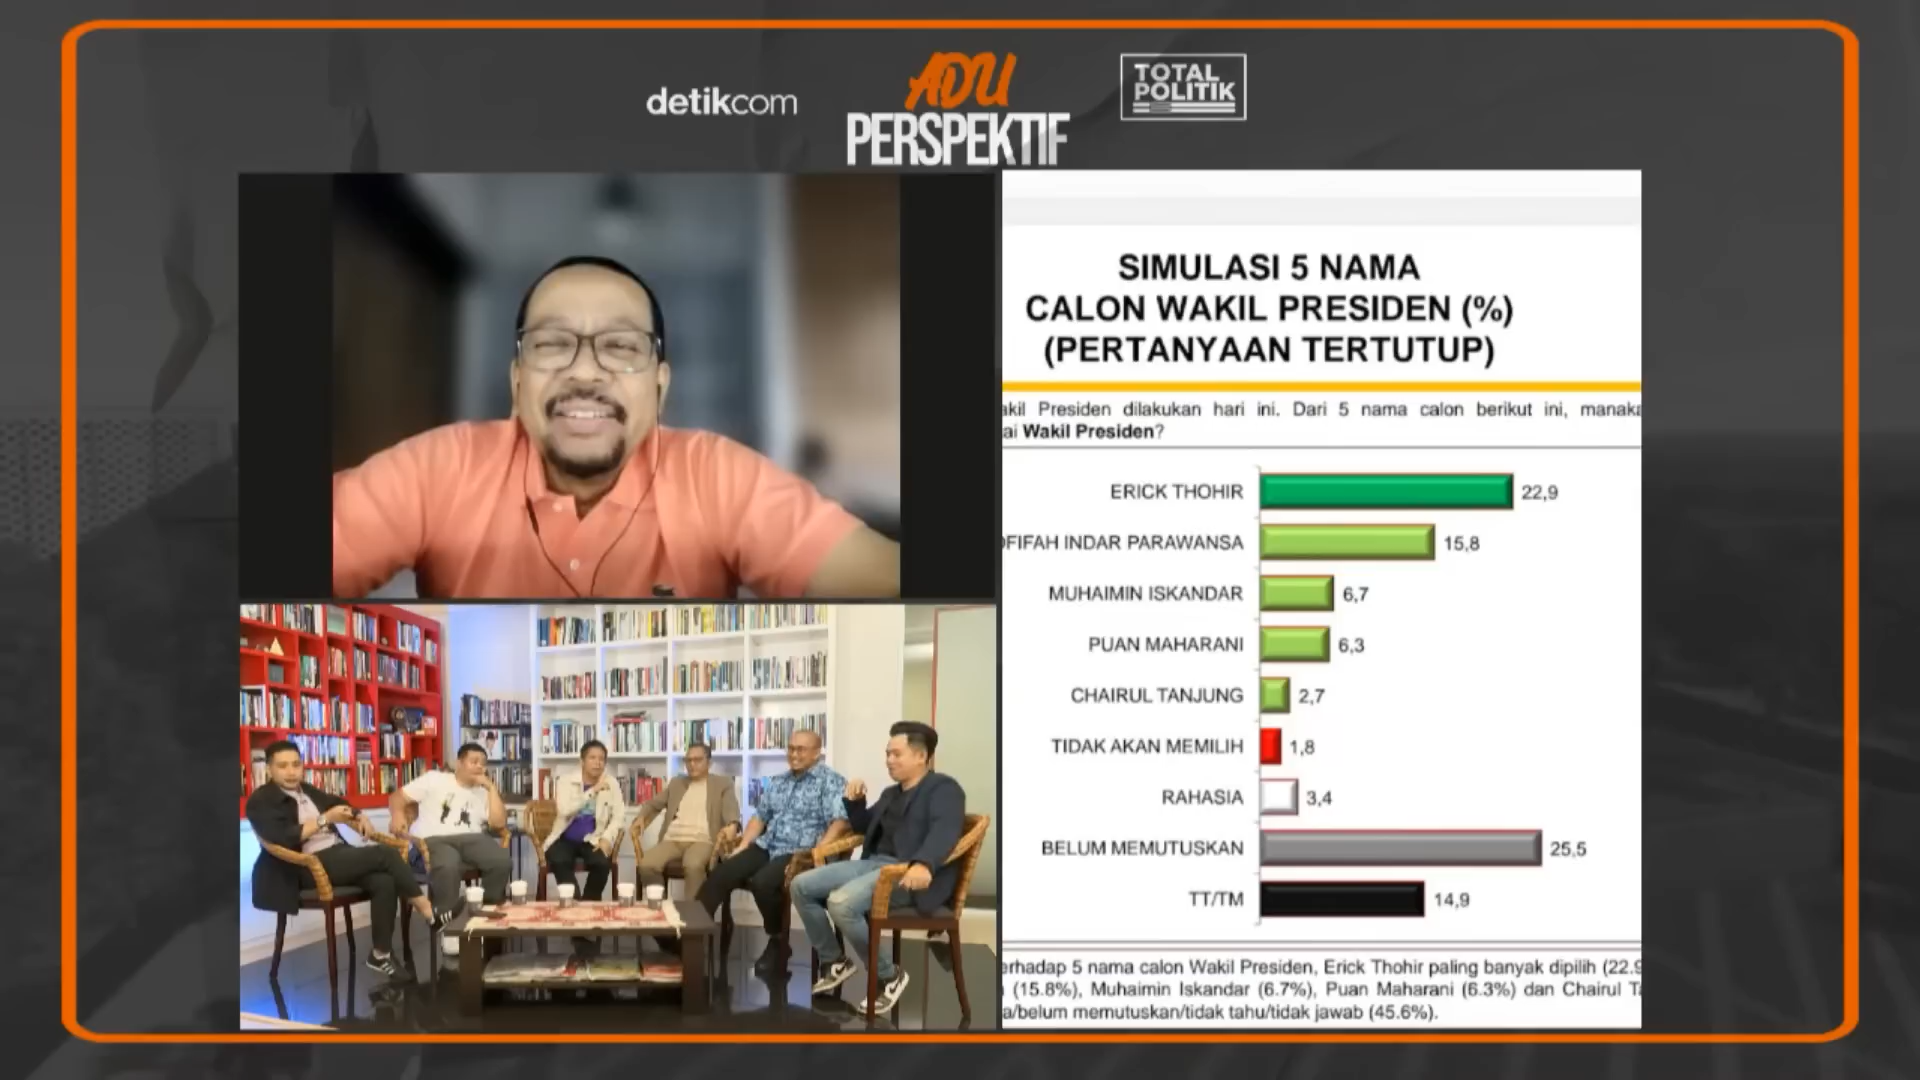 detikcom
ADU
PERSPEKTIF
TOTAL
POLITIK
SIMULASI 5 NAMA
CALON WAKIL PRESIDEN (%)
(PERTANYAAN TERTUTUP)
Presiden dilakukan hari ini. Dari 5 nama calon berikut ini,
Wakil Presiden?
ERICK THOHIR 22,9
INDAR PARAWANSA 15,8
MUHAIMIN ISKANDAR 6,7
PUAN MAHARANI 6,3
CHAIRUL TANJUNG 2,7
TIDAK AKAN MEMILIH 1,8
RAHASIA 3,4
BELUM MEMUTUSKAN 25,5
TT/TM 14,9
5 nama calon Wakil Presiden, Erick Thohir paling banyak dipilih
(15.8%), Muhaimin Iskandar (6.7%), Puan Maharani (6.3%) dan Chairul
/belum memutuskan/tidak tahu/tidak jawab (45.6%).